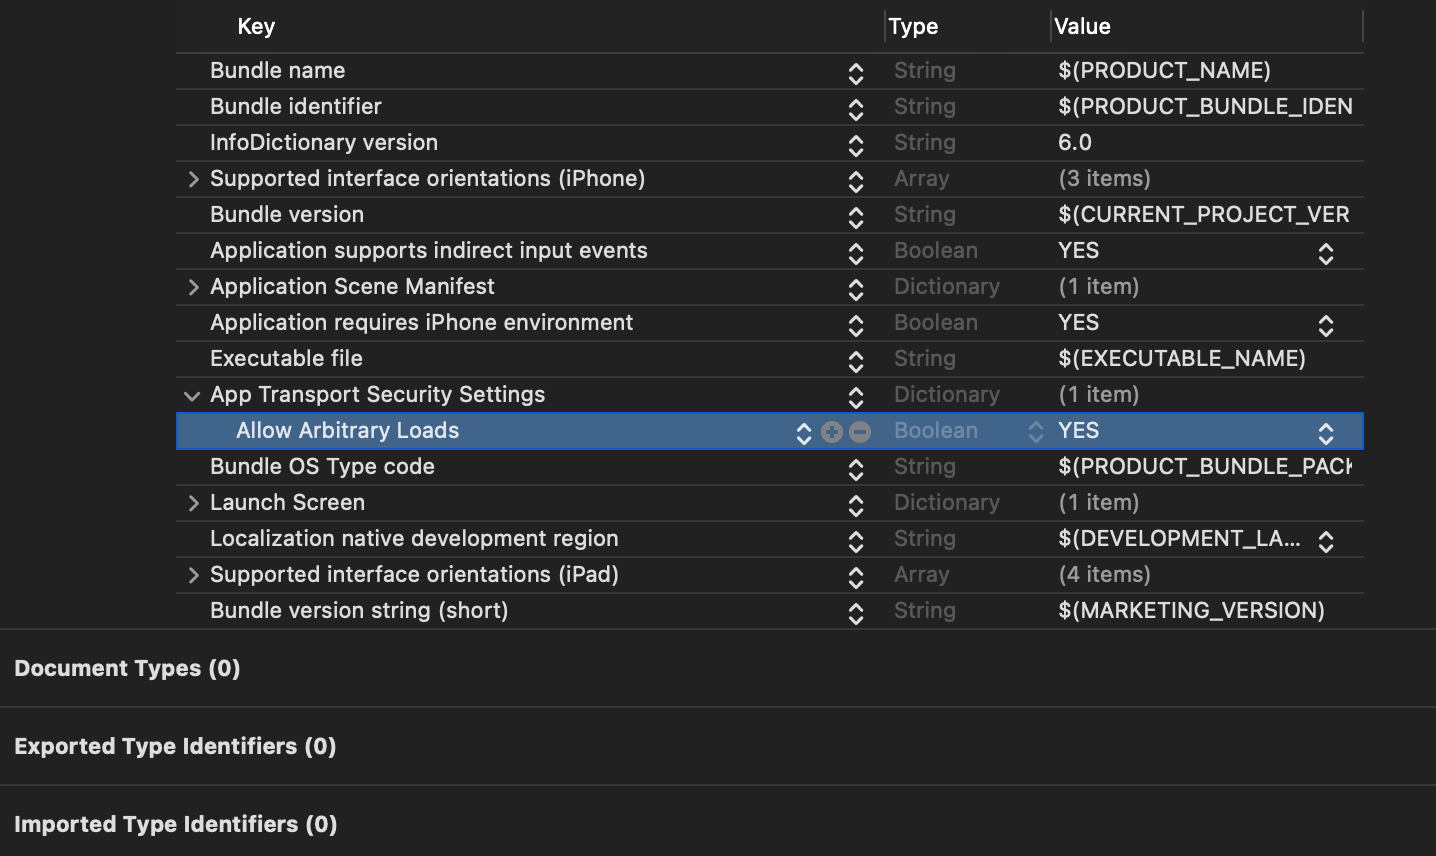 Key Type Value
Bundle name String $(PRODUCT_NAME)
Bundle identifier String $(PRODUCT_BUNDLE_IDEN
InfoDictionary version String 6.0
Supported interface orientations (iPhone) Array (3 items)
Bundle version String $(CURRENT_PROJECT_VER
Application supports indirect input events Boolean YES
Application Scene Manifest Dictionary (1 item)
Application requires iPhone environment Boolean YES
Executable file String $(EXECUTABLE_NAME)
App Transport Security Settings Dictionary (1 item)
Allow Arbitrary Loads Boolean YES
Bundle OS Type code String $(PRODUCT_BUNDLE_PACK
Launch Screen Dictionary (1 item)
Localization native development region String $(DEVELOPMENT_LA...
Supported interface orientations (iPad) Array (4 items)
Bundle version string (short) String $(MARKETING_VERSION)
Document Types (0)
Exported Type Identifiers (0)
Imported Type Identifiers (0)